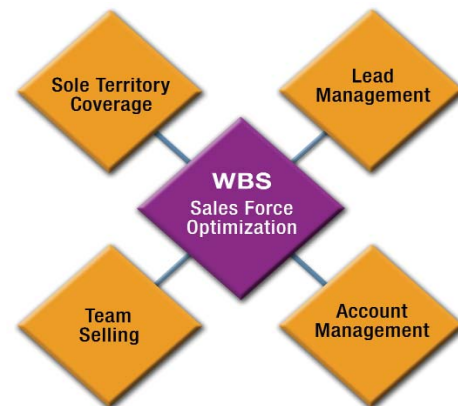 Sole Territory
Coverage
Lead
Management
WBS
Sales Force
Optimization
Team
Selling
Account
Management